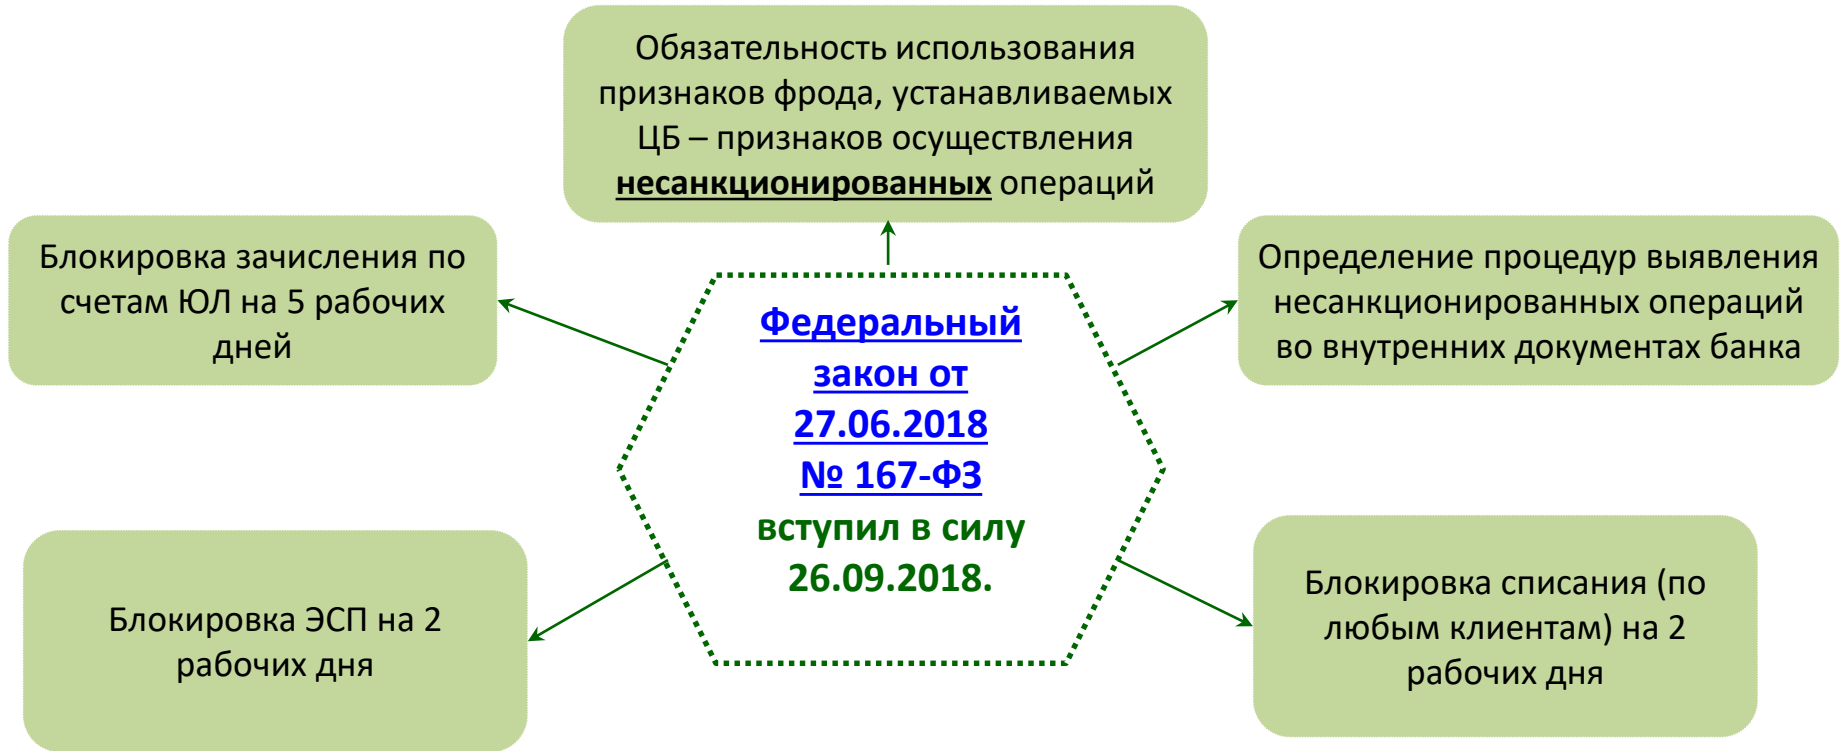 Обязательность использования
признаков фрода, устанавливаемых
ЦБ – признаков осуществления
несанкционированных операций
Блокировка зачисления по
счетам ЮЛ на 5 рабочих
дней
Определение процедур выявления
несанкционированных операций
во внутренних документах банка
Федеральный
закон от
27.06.2018
№ 167-ФЗ
вступил в силу
26.09.2018.
Блокировка ЭСП на 2
рабочих дня
Блокировка списания (по
любым клиентам) на 2
рабочих дня